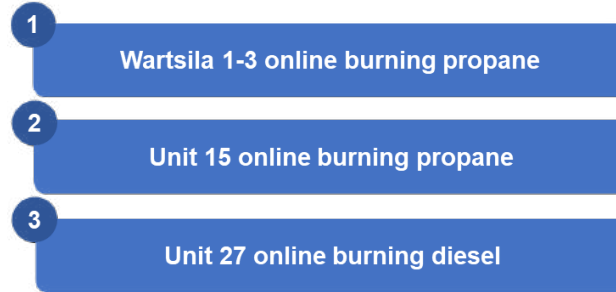 1
Wartsila 1-3 online burning propane
2
Unit 15 online burning propane
3
Unit 27 online burning diesel